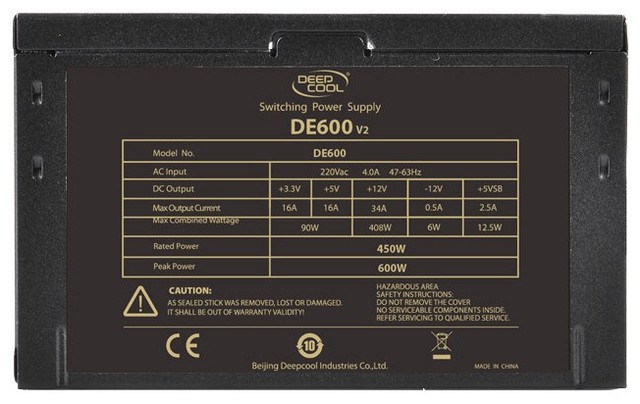 DEEP
COOL
Switching Power Supply
DE600 V2
Model No. DE600
AC Input 220Vac 4.0A 47-63Hz
DC Output +3.3V +5V +12V -12V +5VSB
Max Output Current 16A 16A 34A 0.5A 2.5A
Max Combined Wattage 90W 408W 6W 12.5W
Rated Power 450W
Peak Power 600W
CAUTION:
AS SEALED STICK WAS REMOVED, LOST OR DAMAGED.
IT SHALL BE OUT OF WARRANTY VALIDITY!
HAZARDOUS AREA
SAFETY INSTRUCTIONS:
DO NOT REMOVE THE COVER
NO SERVICEABLE COMPONENTS INSIDE.
REFER SERVICING TO QUALIFIED SERVICE.
CE 10
Beijing Deepcool Industries Co.,Ltd.
MADE IN CHINA